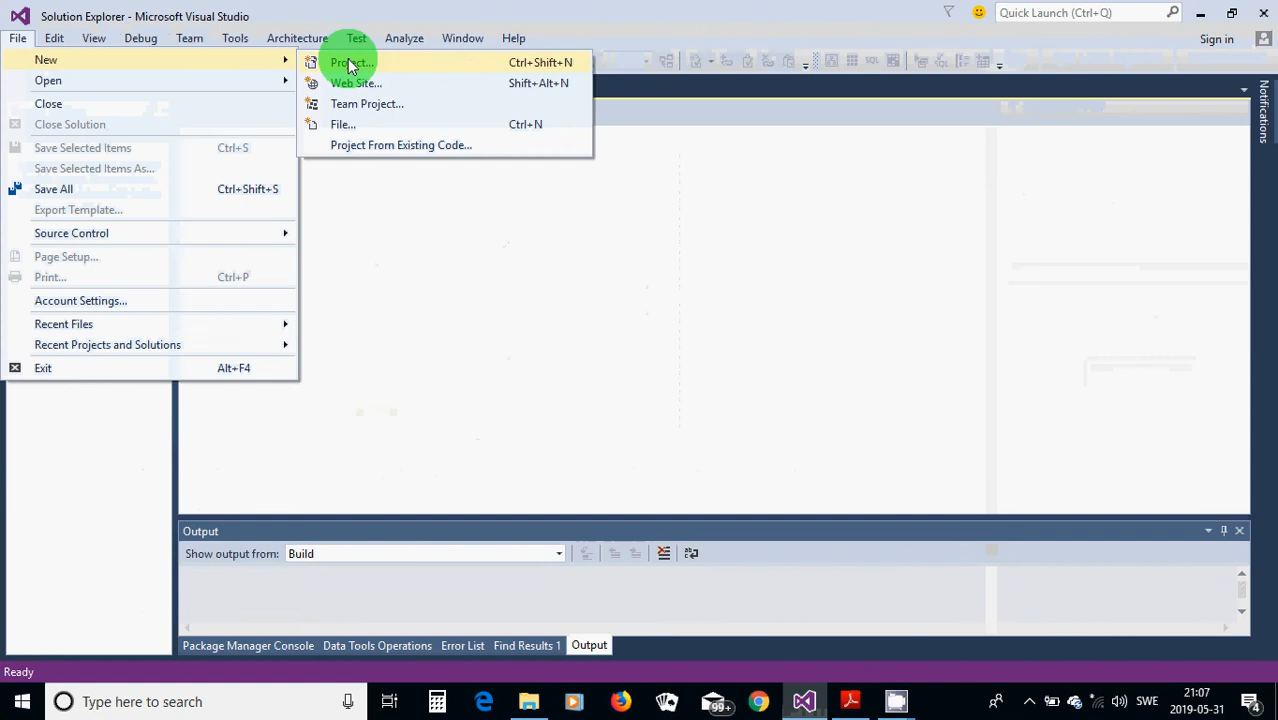 Solution Explorer - Microsoft Visual Studio
Quick Launch (Ctrl+Q)
File Edit View Debug Team Tools Architecture Test Analyze Window Help
Sign in
New
Open
Close
Close Solution
Save Selected Items Ctrl+S
Save Selected Items As...
Save All Ctrl+Shift+S
Export Template...
Source Control
Page Setup...
Print... Ctrl+P
Account Settings...
Recent Files
Recent Projects and Solutions
Exit Alt+F4
Project... Ctrl+Shift+N
Web Site... Shift+Alt+N
Team Project...
File... Ctrl+N
Project From Existing Code...
Notifications
Output
Show output from: Build
Package Manager Console Data Tools Operations Error List Find Results 1 Output
Ready
Type here to search
99+
SWE
21:07
2019-05-31
4